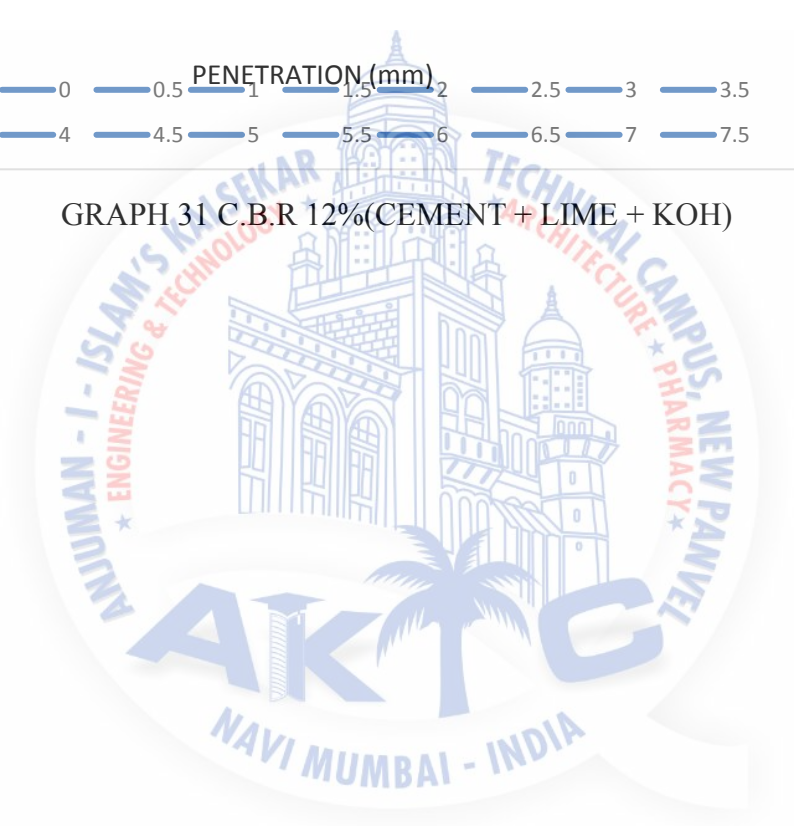 PENETRATION (mm)
0 0.5 1 1.5 2 2.5 3 3.5
4 4.5 5 5.5 6 6.5 7 7.5
GRAPH 31 C.B.R 12%(CEMENT + LIME + KOH)
ANJUMAN - I - ISLAM'S KALSEKAR TECHNICAL CAMPUS, NEW PANVEL
★ ENGINEERING & TECHNOLOGY ★ ARCHITECTURE ★ PHARMACY ★
AKTC
NAVI MUMBAI - INDIA